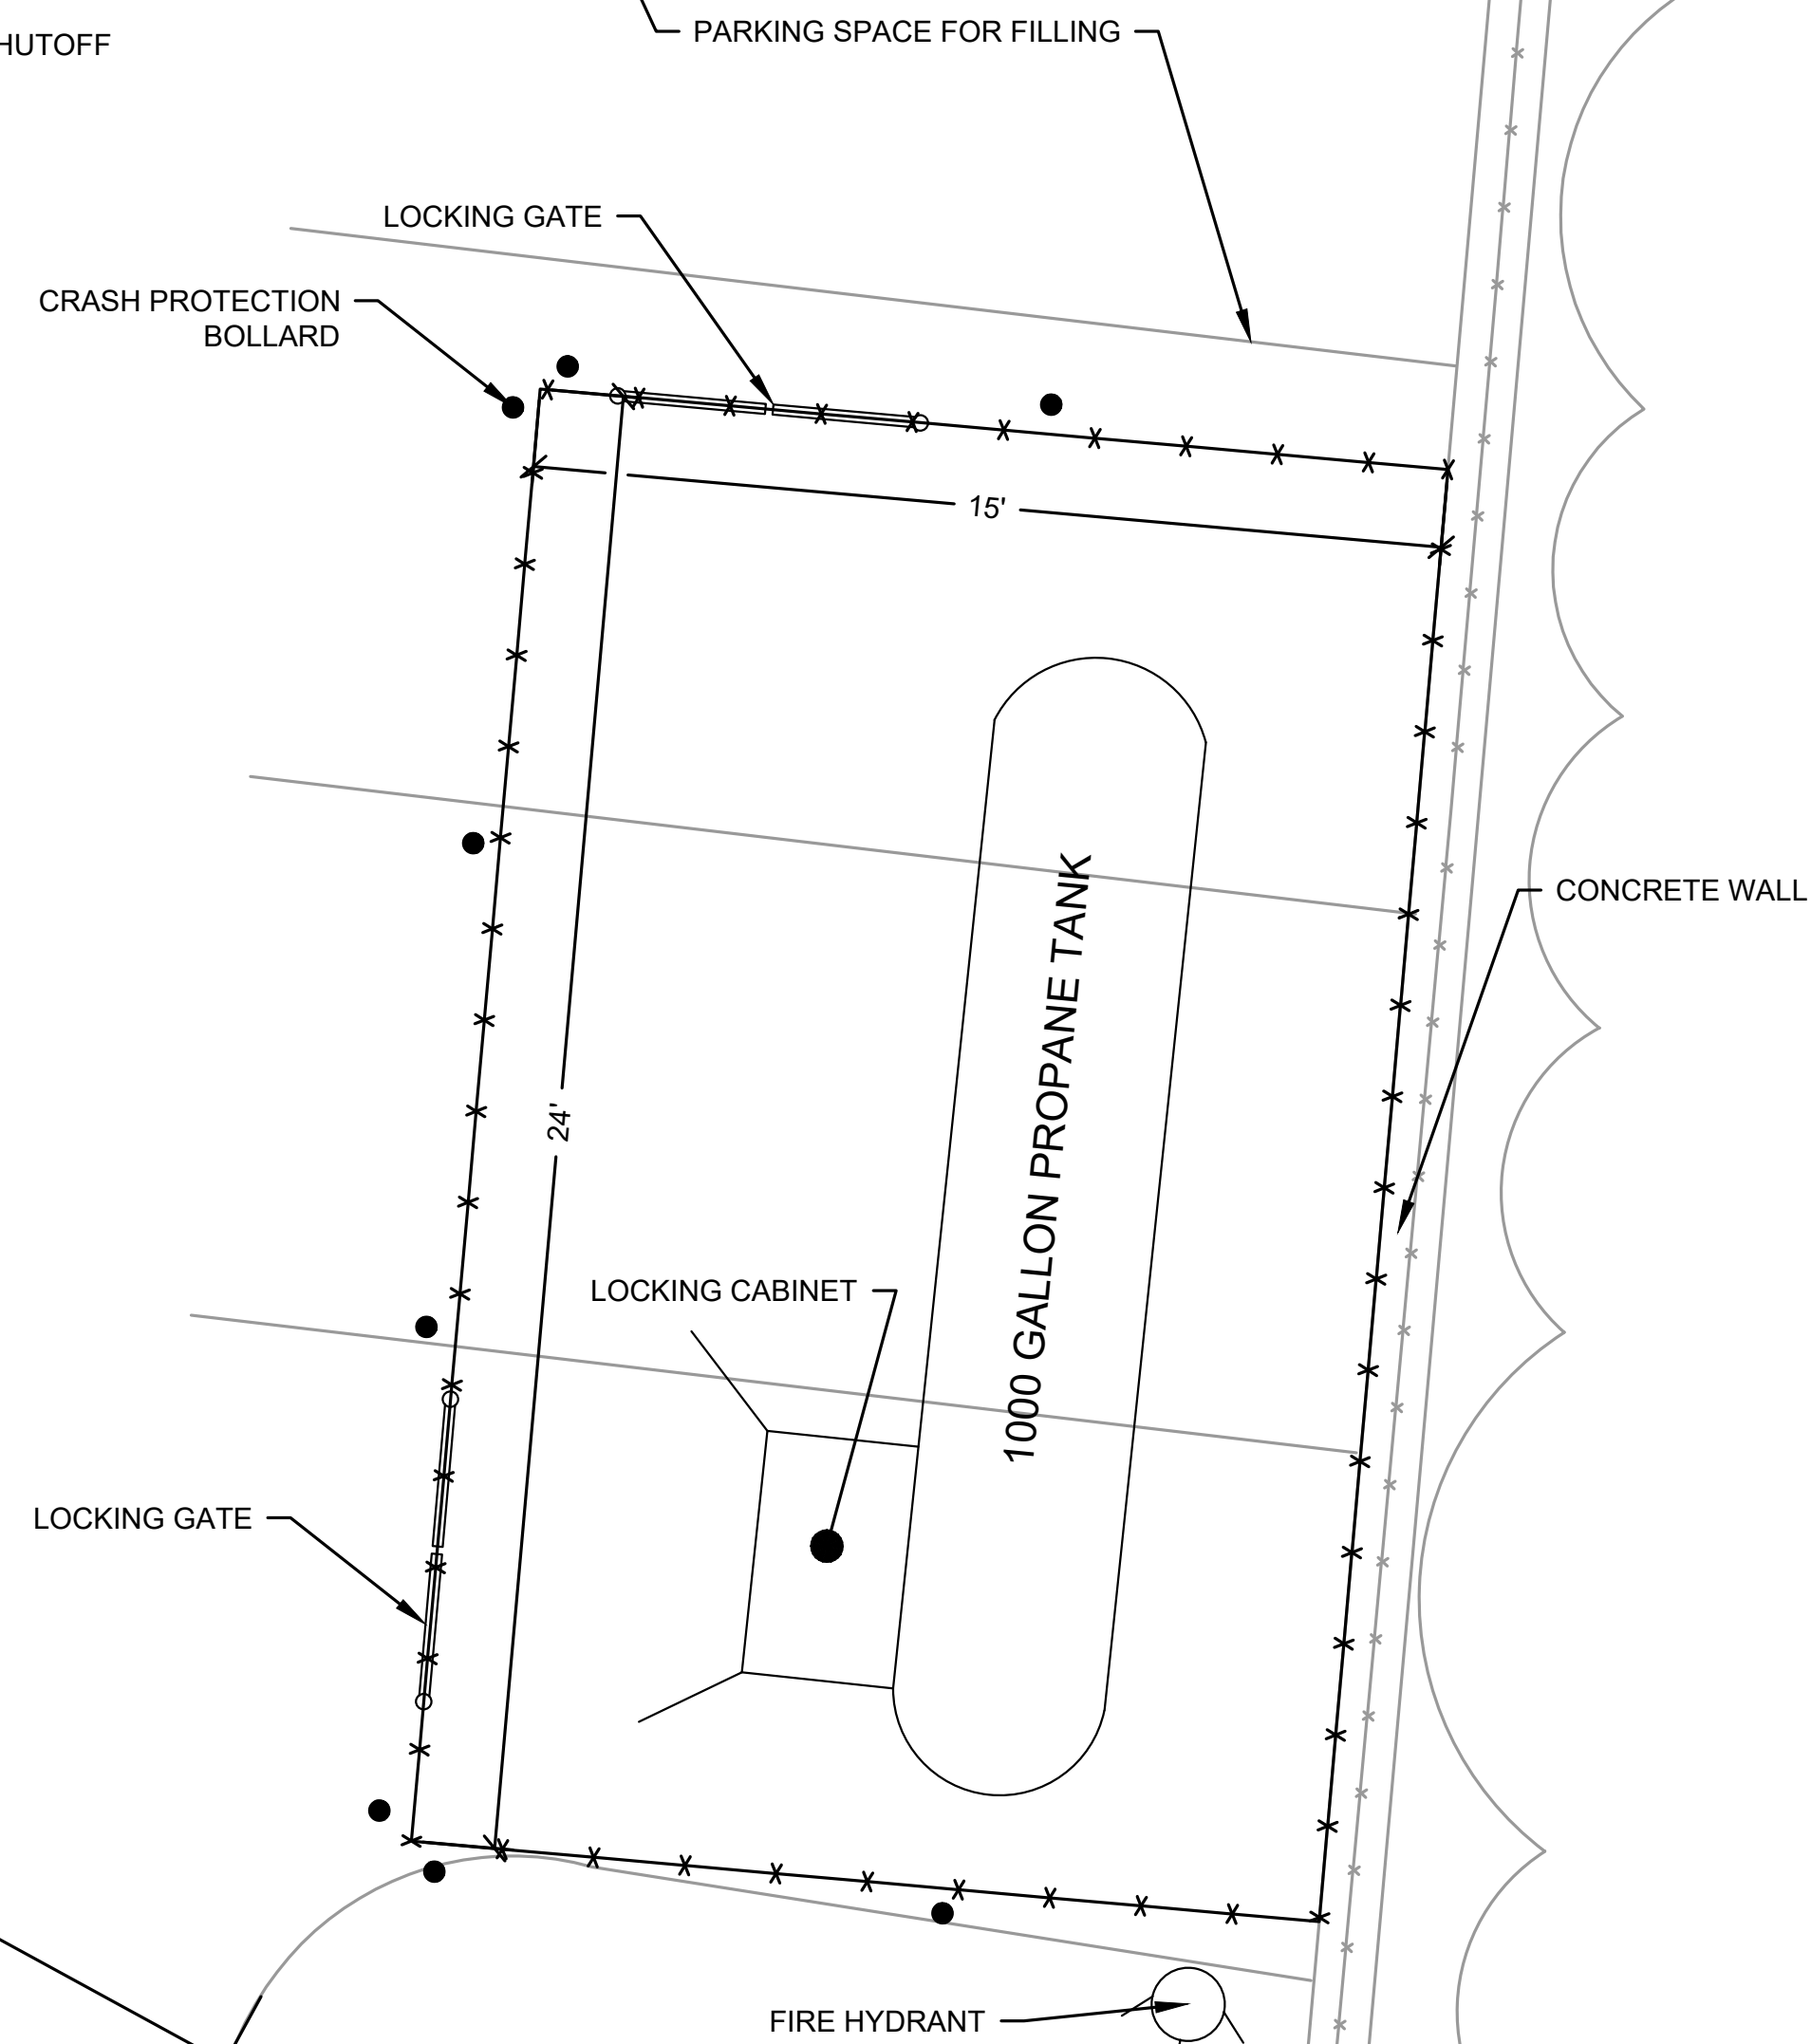 PARKING SPACE FOR FILLING
HUTOFF
LOCKING GATE
CRASH PROTECTION
BOLLARD
15'
CONCRETE WALL
1000 GALLON PROPANE TANK
24'
LOCKING CABINET
LOCKING GATE
FIRE HYDRANT